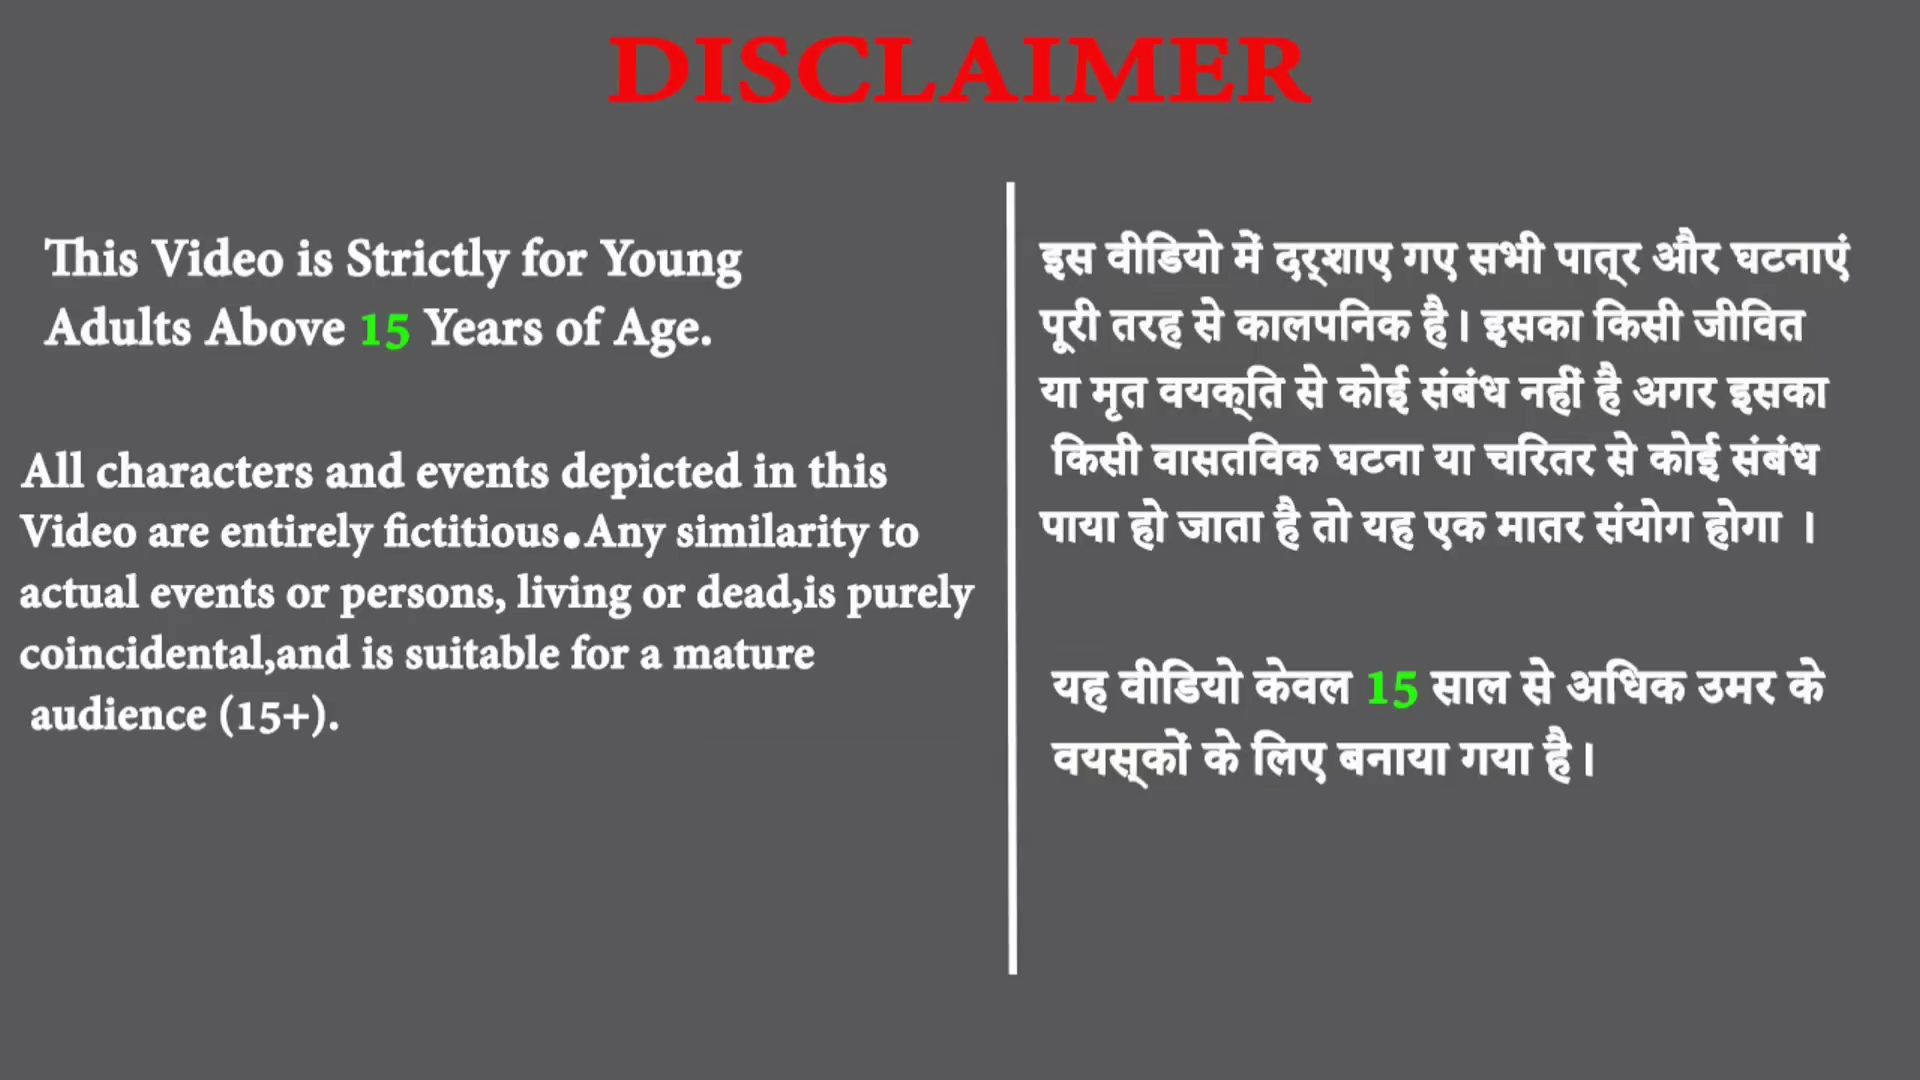 DISCLAIMER
This Video is Strictly for Young
Adults Above 15 Years of Age.
All characters and events depicted in this
Video are entirely fictitious.Any similarity to
actual events or persons, living or dead,is purely
coincidental,and is suitable for a mature
audience (15+).
इस वीडियो में दर्‌शाए गए सभी पात्‌र और घटनाएं
पूरी तरह से कालपनिक है। इसका किसी जीवित
या मृत वयक्‌ति से कोई संबंध नहीं है अगर इसका
किसी वासतविक घटना या चरितर से कोई संबंध
पाया हो जाता है तो यह एक मातर संयोग होगा ।
यह वीडियो केवल 15 साल से अधिक उमर के
वयस्‌कों के लिए बनाया गया है।